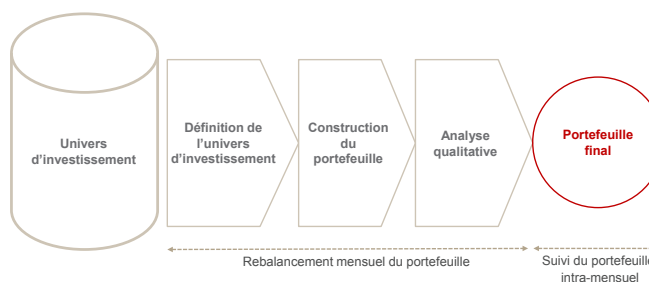 Univers
d'investissement
Définition de
l'univers
d'investissement
Construction
du
portefeuille
Analyse
qualitative
Portefeuille
final
Rebalancement mensuel du portefeuille
Suivi du portefeuille
intra-mensuel